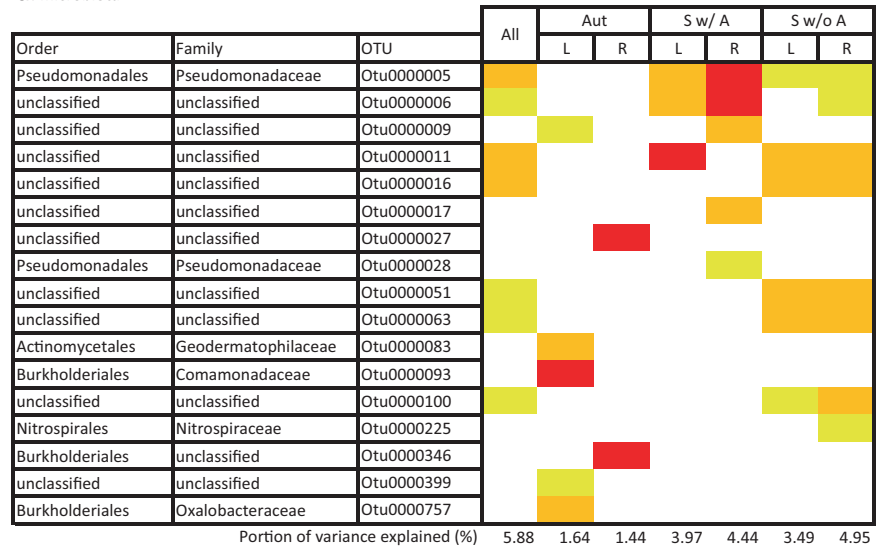 All Aut S w/ A S w/o A
Order Family OTU L R L R L R
Pseudomonadales Pseudomonadaceae Otu0000005
unclassified unclassified Otu0000006
unclassified unclassified Otu0000009
unclassified unclassified Otu0000011
unclassified unclassified Otu0000016
unclassified unclassified Otu0000017
unclassified unclassified Otu0000027
Pseudomonadales Pseudomonadaceae Otu0000028
unclassified unclassified Otu0000051
unclassified unclassified Otu0000063
Actinomycetales Geodermatophilaceae Otu0000083
Burkholderiales Comamonadaceae Otu0000093
unclassified unclassified Otu0000100
Nitrospirales Nitrospiraceae Otu0000225
Burkholderiales unclassified Otu0000346
unclassified unclassified Otu0000399
Burkholderiales Oxalobacteraceae Otu0000757
Portion of variance explained (%) 5.88 1.64 1.44 3.97 4.44 3.49 4.95